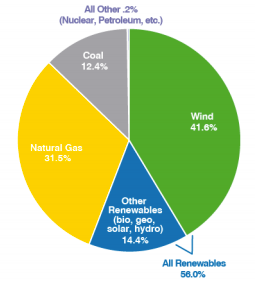 All Other .2%
(Nuclear, Petroleum, etc.)
Coal
12.4%
Wind
41.6%
Natural Gas
31.5%
Other
Renewables
(bio, geo,
solar, hydro)
14.4%
All Renewables
56.0%